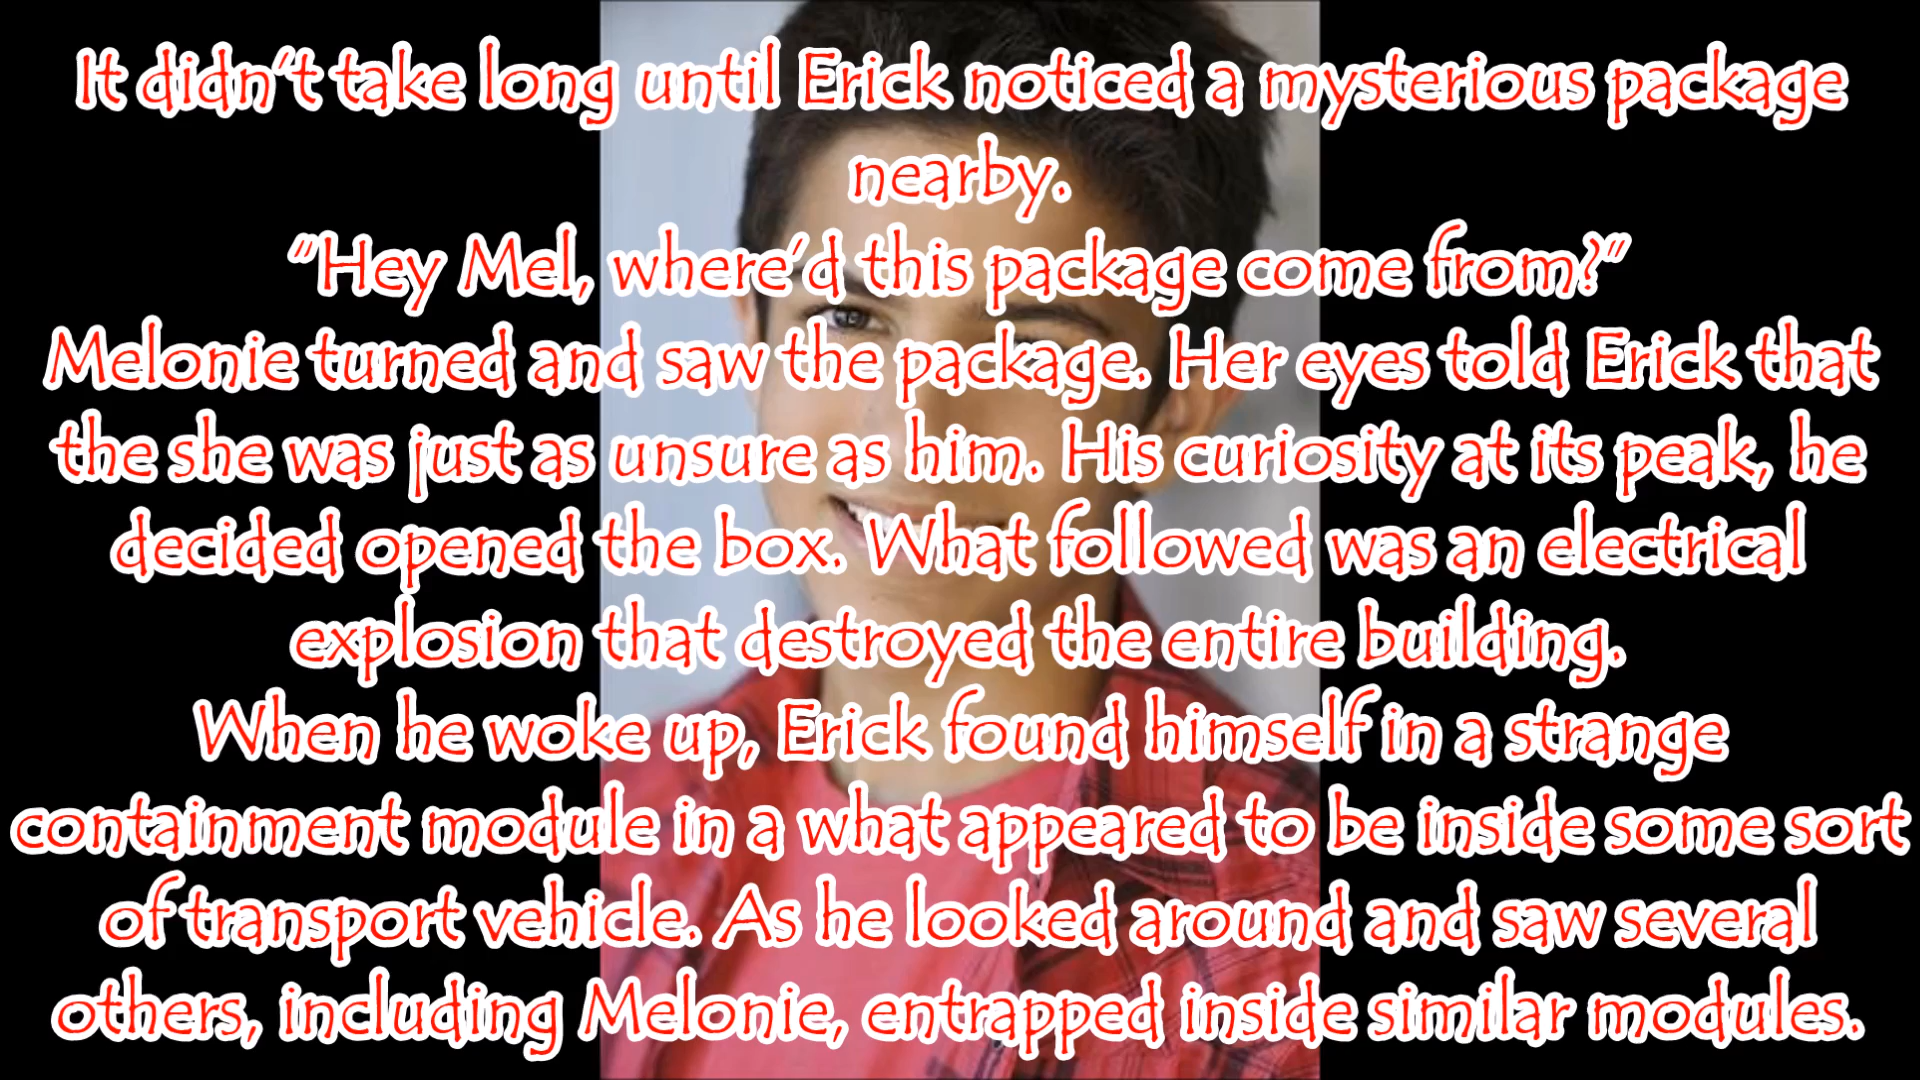 It didn't take long until Erick noticed a mysterious package
nearby.
"Hey Mel, where'd this package come from?"
Melonie turned and saw the package. Her eyes told Erick that
the she was just as unsure as him. His curiosity at its peak, he
decided opened the box. What followed was an electrical
explosion that destroyed the entire building.
When he woke up, Erick found himself in a strange
containment module in a what appeared to be inside some sort
of transport vehicle. As he looked around and saw several
others, including Melonie, entrapped inside similar modules.